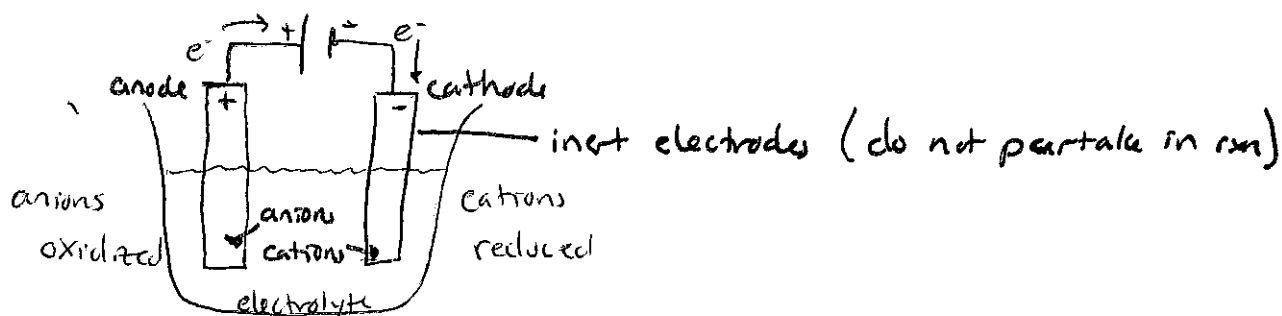 e⁻ + - e⁻
anode cathode
+ -
inert electrodes (do not partake in rxn)
anions cations
oxidized reduced
anions
cations
electrolyte